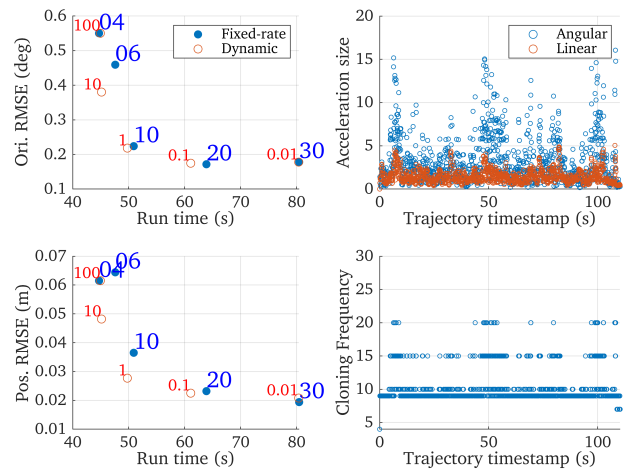 0.6
0.5
0.4
0.3
0.2
0.1
Ori. RMSE (deg)
100
04
06
10
1
10
0.1
20
0.01
30
Fixed-rate
Dynamic
40 50 60 70 80
Run time (s)
20
15
10
5
0
Acceleration size
Angular
Linear
0 50 100
Trajectory timestamp (s)
0.07
0.06
0.05
0.04
0.03
0.02
0.01
Pos. RMSE (m)
100
04
06
10
10
1
0.1
20
0.01
30
40 50 60 70 80
Run time (s)
30
25
20
15
10
5
Cloning Frequency
0 50 100
Trajectory timestamp (s)